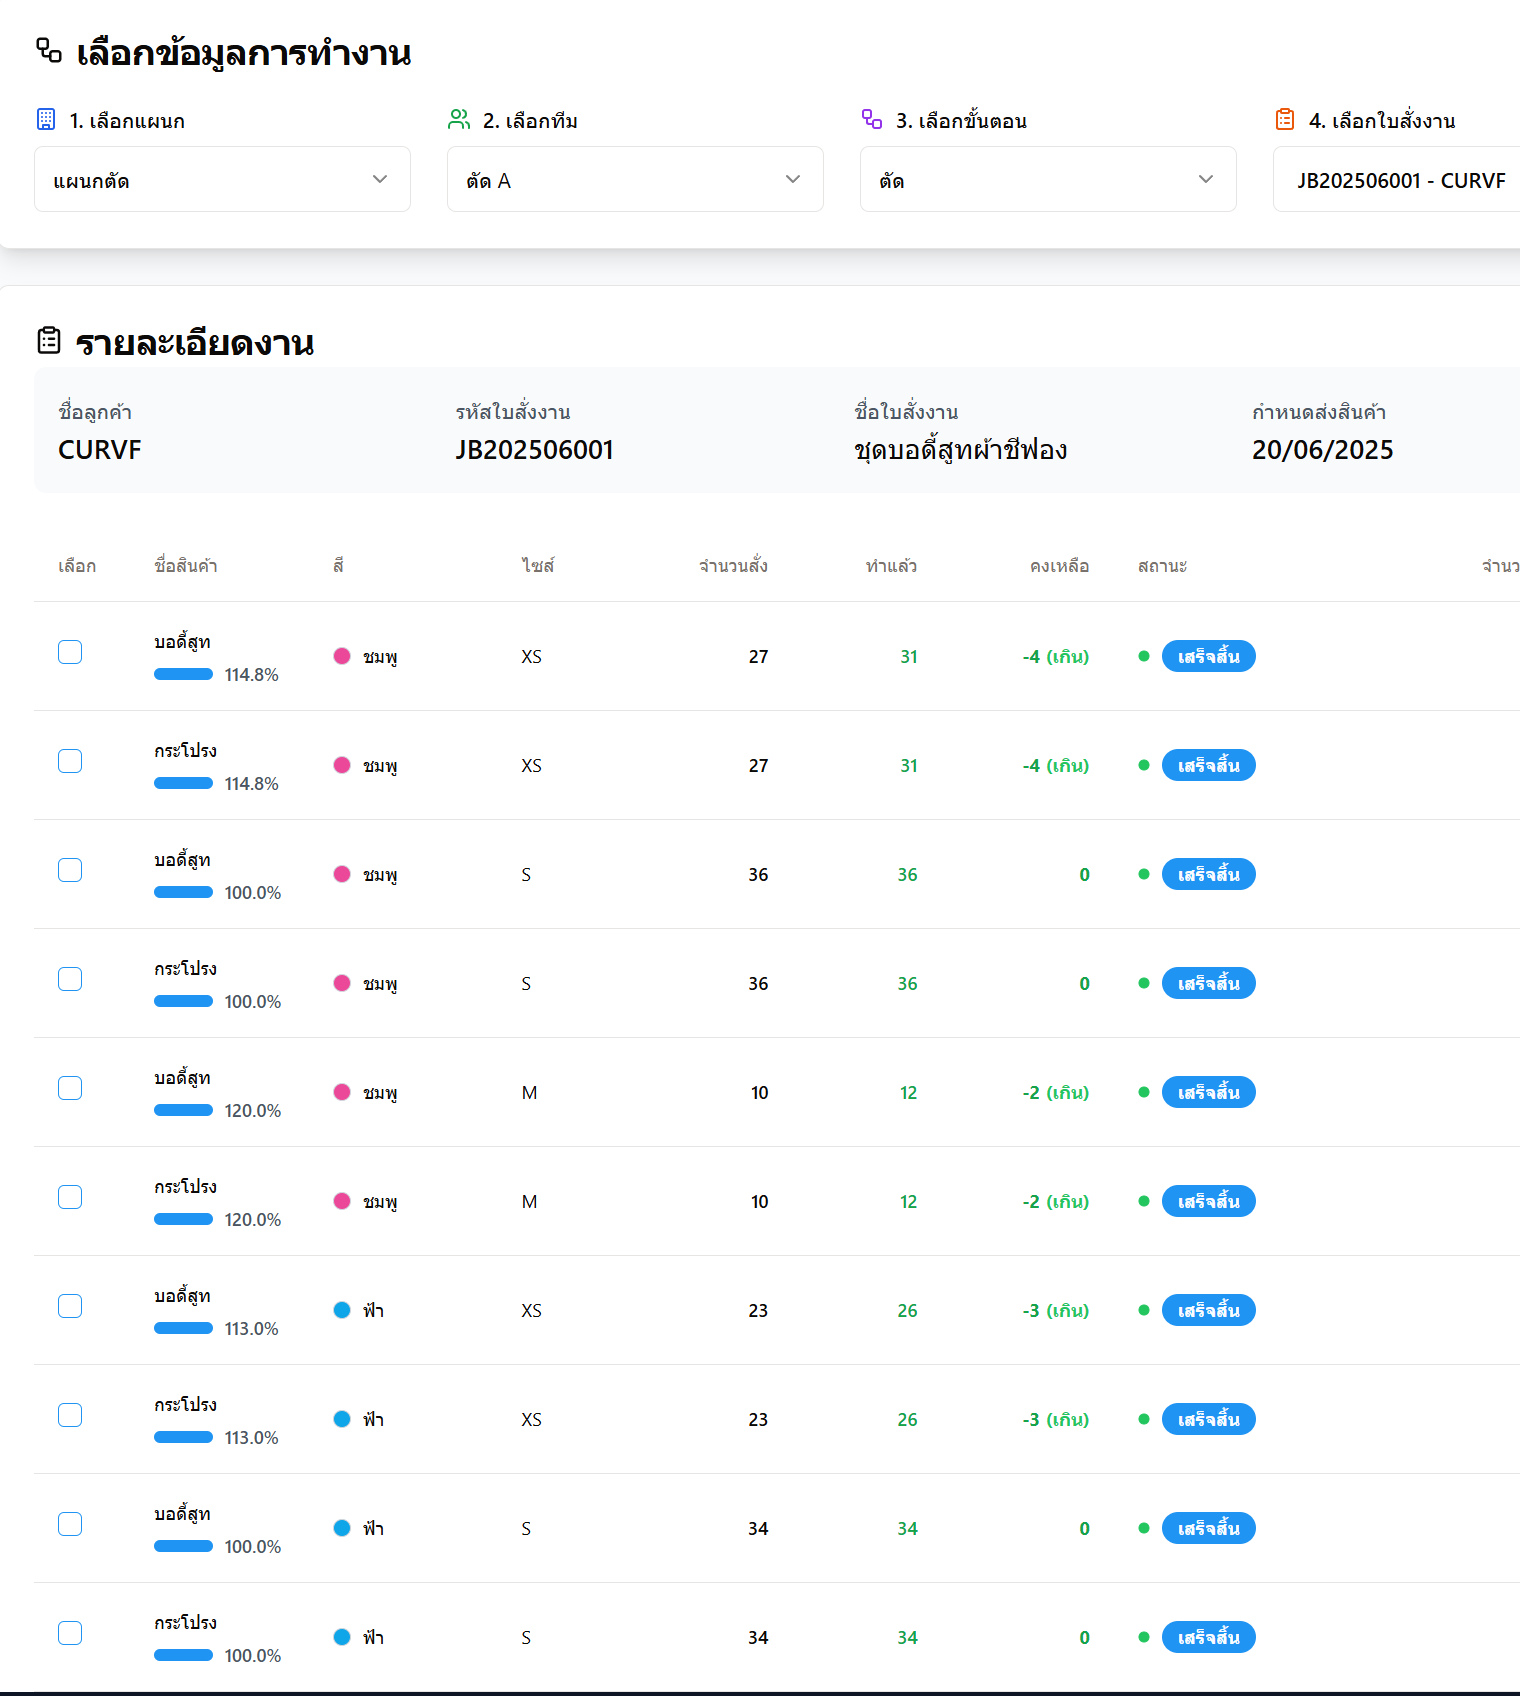 เลือกข้อมูลการทำงาน
1. เลือกแผนก 2. เลือกทีม 3. เลือกขั้นตอน 4. เลือกใบสั่งงาน
แผนกตัด ตัด A ตัด JB202506001 - CURVF
รายละเอียดงาน
ชื่อลูกค้า รหัสใบสั่งงาน ชื่อใบสั่งงาน กำหนดส่งสินค้า
CURVF JB202506001 ชุดบอดี้สูทผ้าชีฟอง 20/06/2025
เลือก ชื่อสินค้า สี ไซส์ จำนวนสั่ง ทำแล้ว คงเหลือ สถานะ จำนว
บอดี้สูท
114.8% ชมพู XS 27 31 -4 (เกิน) เสร็จสิ้น
กระโปรง
114.8% ชมพู XS 27 31 -4 (เกิน) เสร็จสิ้น
บอดี้สูท
100.0% ชมพู S 36 36 0 เสร็จสิ้น
กระโปรง
100.0% ชมพู S 36 36 0 เสร็จสิ้น
บอดี้สูท
120.0% ชมพู M 10 12 -2 (เกิน) เสร็จสิ้น
กระโปรง
120.0% ชมพู M 10 12 -2 (เกิน) เสร็จสิ้น
บอดี้สูท
113.0% ฟ้า XS 23 26 -3 (เกิน) เสร็จสิ้น
กระโปรง
113.0% ฟ้า XS 23 26 -3 (เกิน) เสร็จสิ้น
บอดี้สูท
100.0% ฟ้า S 34 34 0 เสร็จสิ้น
กระโปรง
100.0% ฟ้า S 34 34 0 เสร็จสิ้น